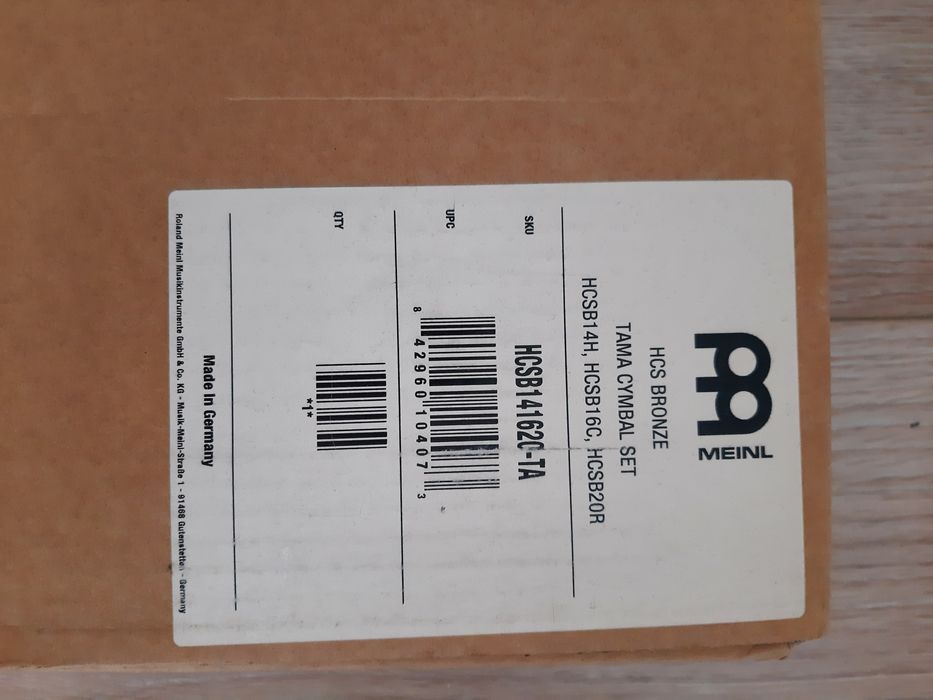 MEINL
HCS BRONZE
TAMA CYMBAL SET
HCSB14H, HCSB16C, HCSB20R
SKU
HCSB141620-TA
UPC
8 42960 10407 3
QTY
*1*
Made in Germany
Roland Meinl Musikinstrumente GmbH & Co. KG - Musik-Meinl-Straße 1 - 91468 Gutenstetten - Germany